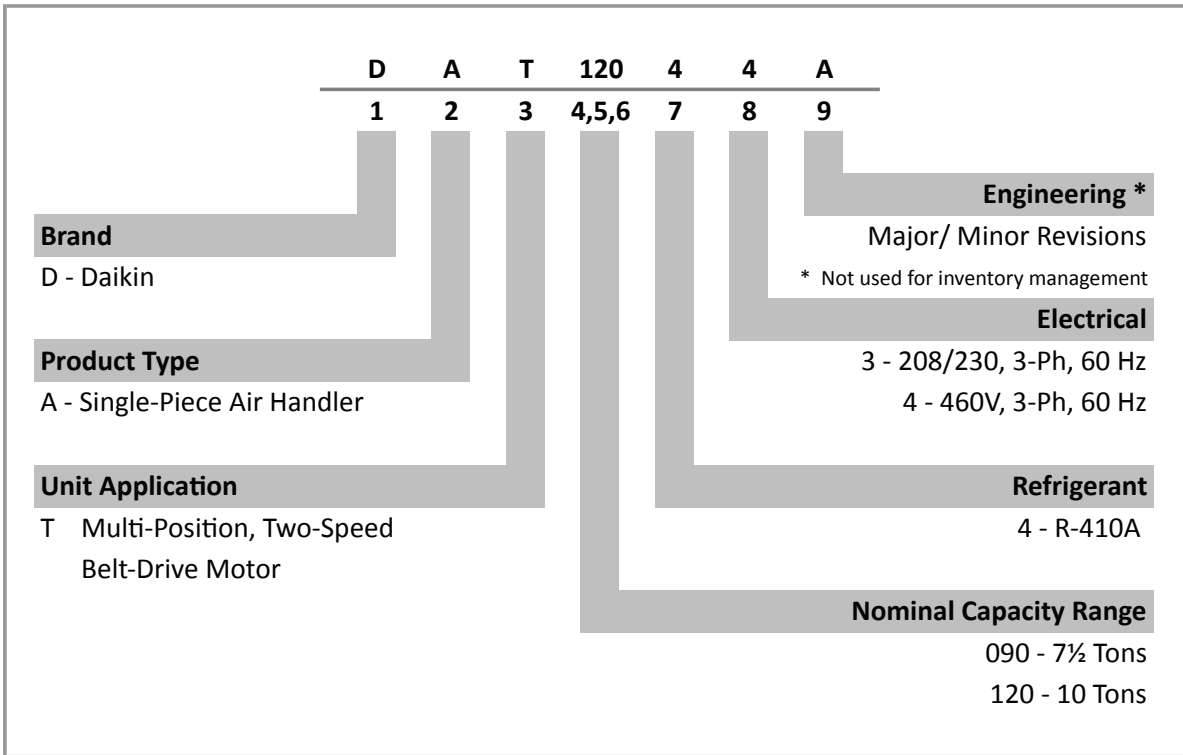 D A T 120 4 4 A
1 2 3 4,5,6 7 8 9
Brand
D - Daikin
Product Type
A - Single-Piece Air Handler
Unit Application
T Multi-Position, Two-Speed
Belt-Drive Motor
Engineering *
Major/ Minor Revisions
* Not used for inventory management
Electrical
3 - 208/230, 3-Ph, 60 Hz
4 - 460V, 3-Ph, 60 Hz
Refrigerant
4 - R-410A
Nominal Capacity Range
090 - 7½ Tons
120 - 10 Tons